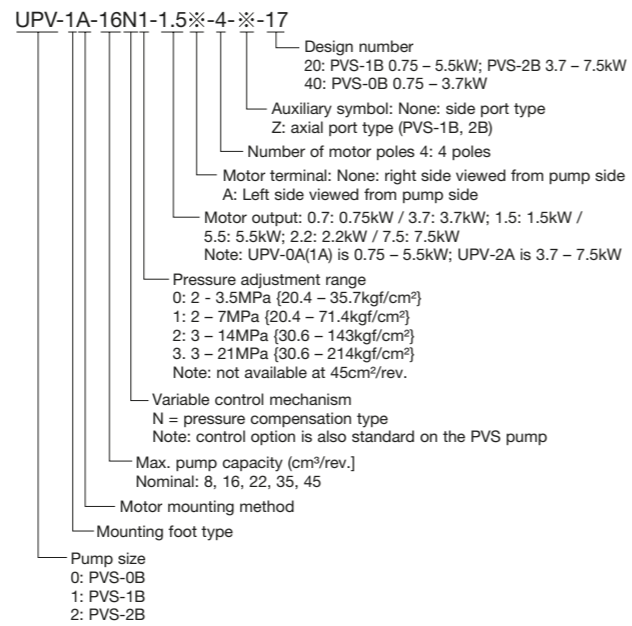 UPV-1A-16N1-1.5※-4-※-17
Design number
20: PVS-1B 0.75 – 5.5kW; PVS-2B 3.7 – 7.5kW
40: PVS-0B 0.75 – 3.7kW
Auxiliary symbol: None: side port type
Z: axial port type (PVS-1B, 2B)
Number of motor poles 4: 4 poles
Motor terminal: None: right side viewed from pump side
A: Left side viewed from pump side
Motor output: 0.7: 0.75kW / 3.7: 3.7kW; 1.5: 1.5kW /
5.5: 5.5kW; 2.2: 2.2kW / 7.5: 7.5kW
Note: UPV-0A(1A) is 0.75 – 5.5kW; UPV-2A is 3.7 – 7.5kW
Pressure adjustment range
0: 2 - 3.5MPa {20.4 – 35.7kgf/cm²}
1: 2 – 7MPa {20.4 – 71.4kgf/cm²}
2: 3 – 14MPa {30.6 – 143kgf/cm²}
3. 3 – 21MPa {30.6 – 214kgf/cm²}
Note: not available at 45cm²/rev.
Variable control mechanism
N = pressure compensation type
Note: control option is also standard on the PVS pump
Max. pump capacity (cm³/rev.]
Nominal: 8, 16, 22, 35, 45
Motor mounting method
Mounting foot type
Pump size
0: PVS-0B
1: PVS-1B
2: PVS-2B